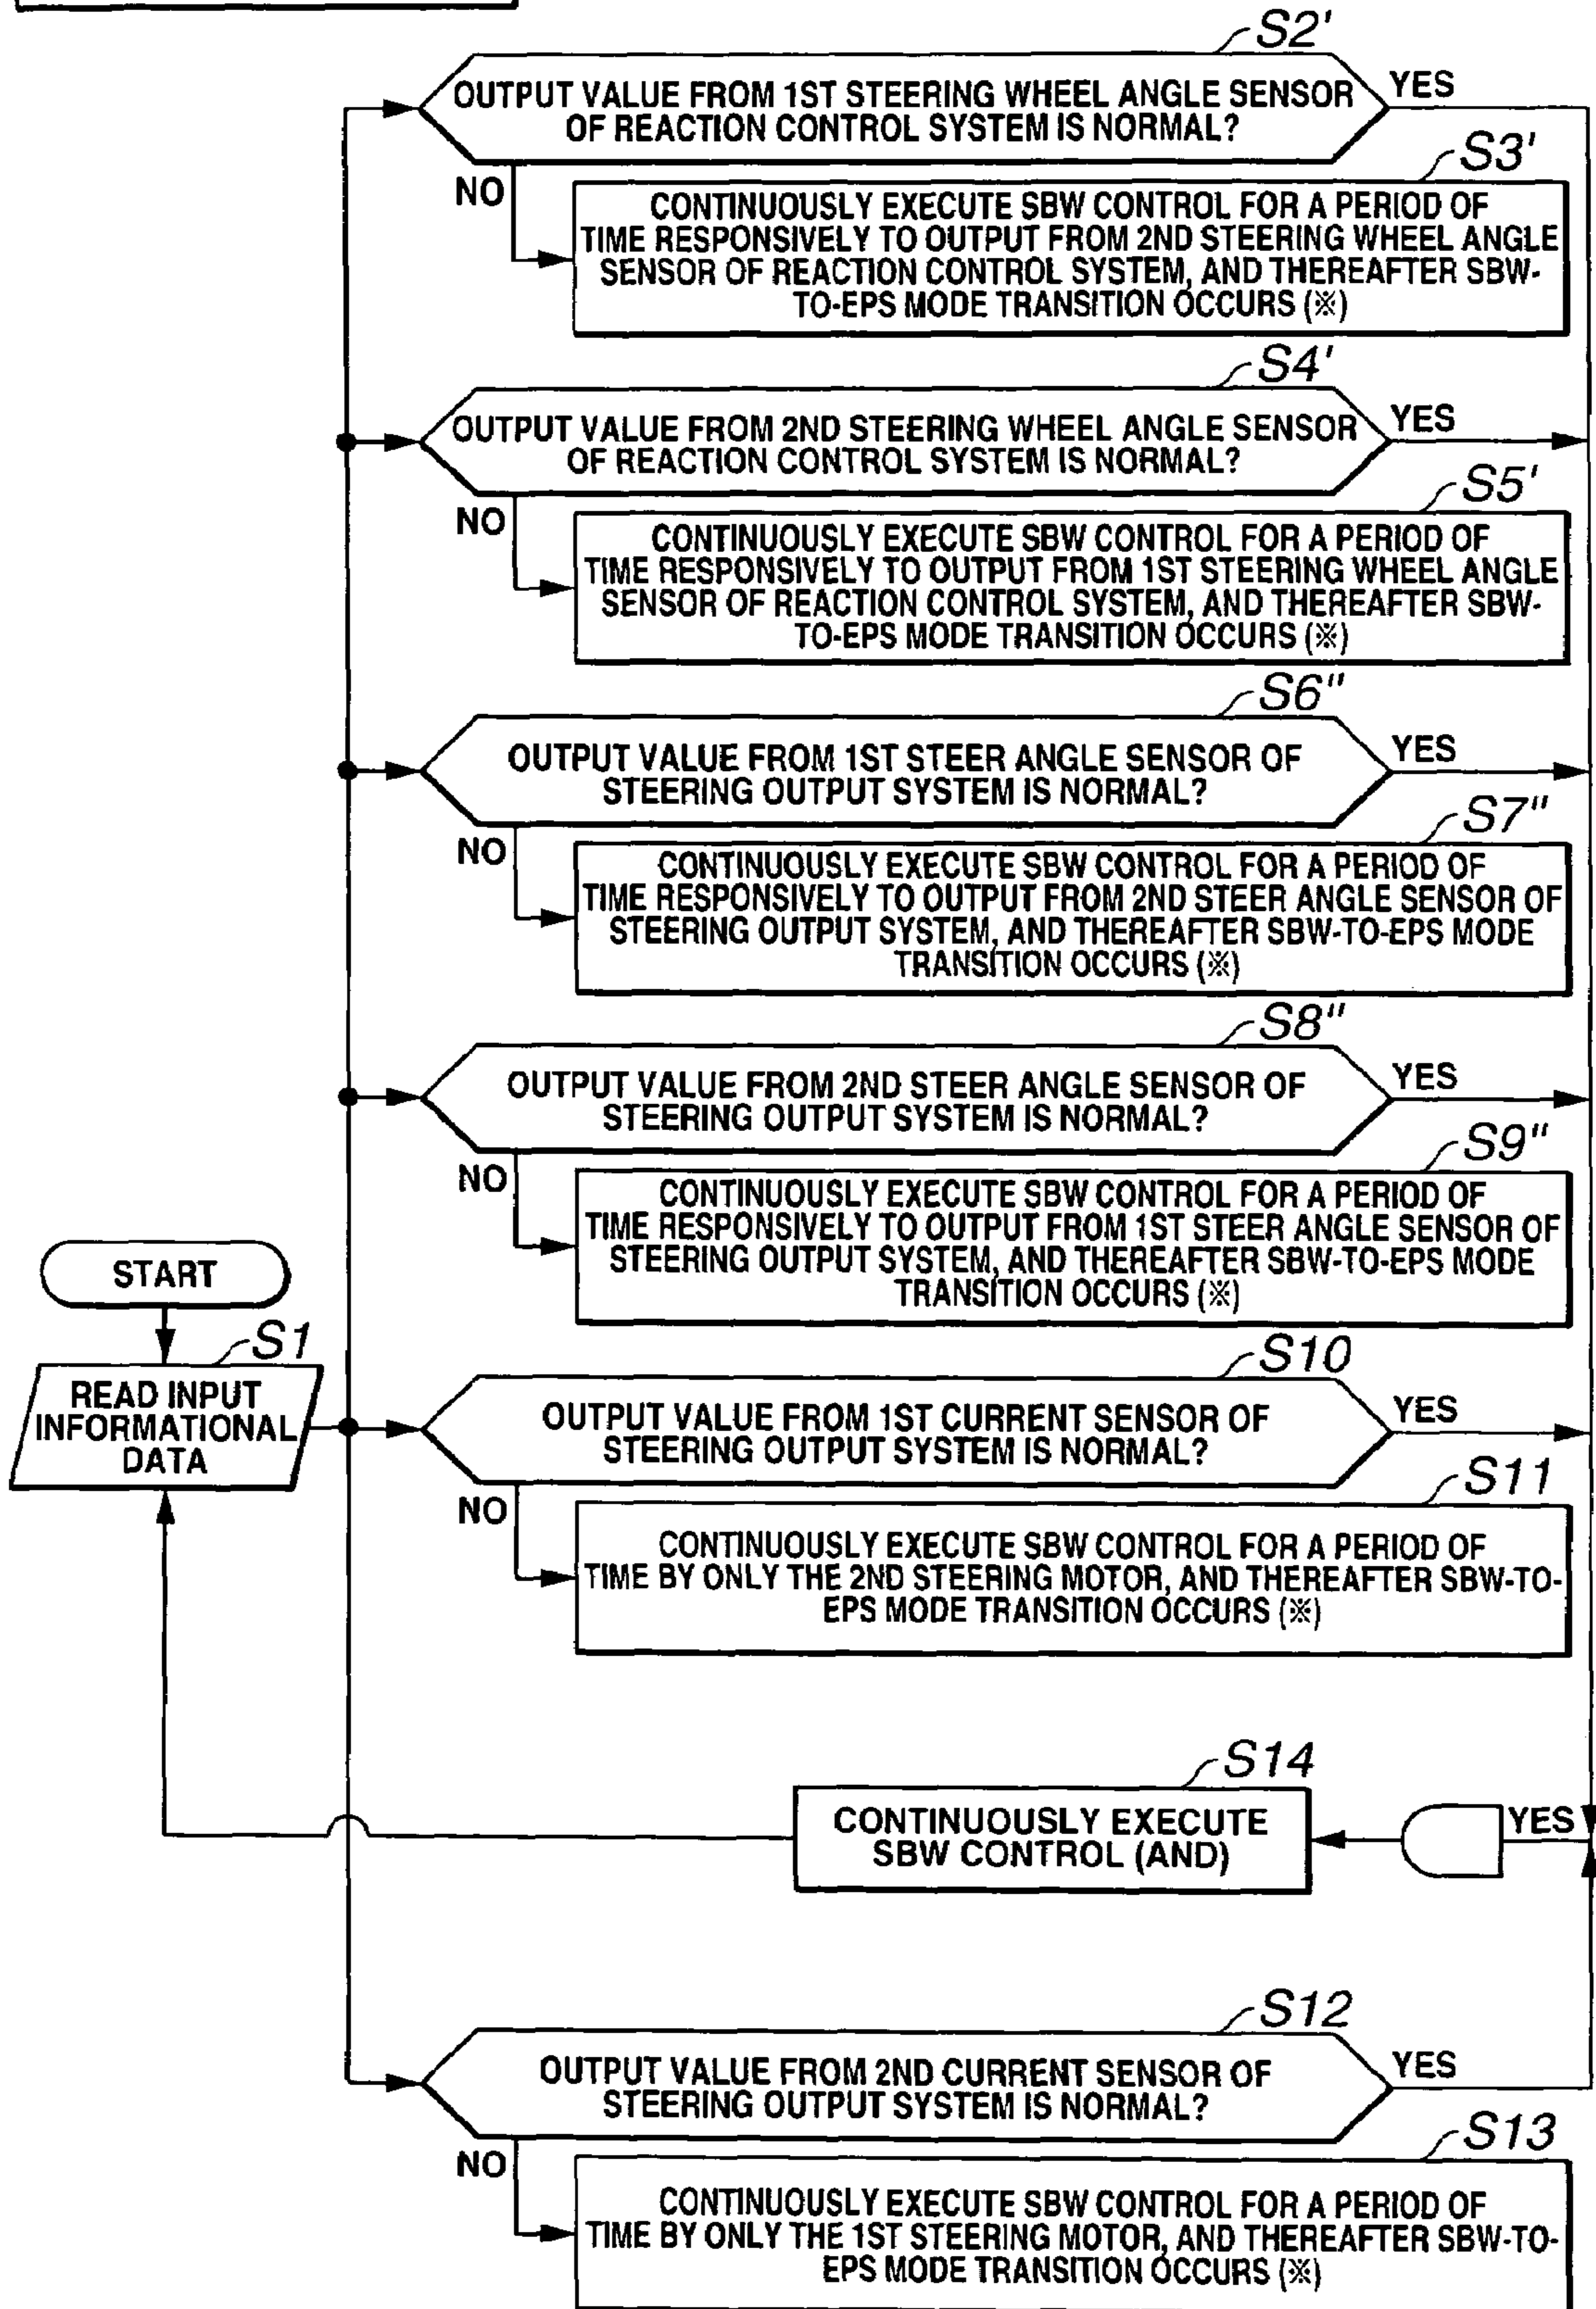 S2'
OUTPUT VALUE FROM 1ST STEERING WHEEL ANGLE SENSOR
OF REACTION CONTROL SYSTEM IS NORMAL?
YES
NO
S3'
CONTINUOUSLY EXECUTE SBW CONTROL FOR A PERIOD OF
TIME RESPONSIVELY TO OUTPUT FROM 2ND STEERING WHEEL ANGLE
SENSOR OF REACTION CONTROL SYSTEM, AND THEREAFTER SBW-
TO-EPS MODE TRANSITION OCCURS (※)
S4'
OUTPUT VALUE FROM 2ND STEERING WHEEL ANGLE SENSOR
OF REACTION CONTROL SYSTEM IS NORMAL?
YES
NO
S5'
CONTINUOUSLY EXECUTE SBW CONTROL FOR A PERIOD OF
TIME RESPONSIVELY TO OUTPUT FROM 1ST STEERING WHEEL ANGLE
SENSOR OF REACTION CONTROL SYSTEM, AND THEREAFTER SBW-
TO-EPS MODE TRANSITION OCCURS (※)
S6"
OUTPUT VALUE FROM 1ST STEER ANGLE SENSOR OF
STEERING OUTPUT SYSTEM IS NORMAL?
YES
NO
S7"
CONTINUOUSLY EXECUTE SBW CONTROL FOR A PERIOD OF
TIME RESPONSIVELY TO OUTPUT FROM 2ND STEER ANGLE SENSOR OF
STEERING OUTPUT SYSTEM, AND THEREAFTER SBW-TO-EPS MODE
TRANSITION OCCURS (※)
S8"
OUTPUT VALUE FROM 2ND STEER ANGLE SENSOR OF
STEERING OUTPUT SYSTEM IS NORMAL?
YES
NO
S9"
CONTINUOUSLY EXECUTE SBW CONTROL FOR A PERIOD OF
TIME RESPONSIVELY TO OUTPUT FROM 1ST STEER ANGLE SENSOR OF
STEERING OUTPUT SYSTEM, AND THEREAFTER SBW-TO-EPS MODE
TRANSITION OCCURS (※)
START
S1
READ INPUT
INFORMATIONAL
DATA
S10
OUTPUT VALUE FROM 1ST CURRENT SENSOR OF
STEERING OUTPUT SYSTEM IS NORMAL?
YES
NO
S11
CONTINUOUSLY EXECUTE SBW CONTROL FOR A PERIOD OF
TIME BY ONLY THE 2ND STEERING MOTOR, AND THEREAFTER SBW-TO-
EPS MODE TRANSITION OCCURS (※)
S14
CONTINUOUSLY EXECUTE
SBW CONTROL (AND)
YES
S12
OUTPUT VALUE FROM 2ND CURRENT SENSOR OF
STEERING OUTPUT SYSTEM IS NORMAL?
YES
NO
S13
CONTINUOUSLY EXECUTE SBW CONTROL FOR A PERIOD OF
TIME BY ONLY THE 1ST STEERING MOTOR, AND THEREAFTER SBW-TO-
EPS MODE TRANSITION OCCURS (※)